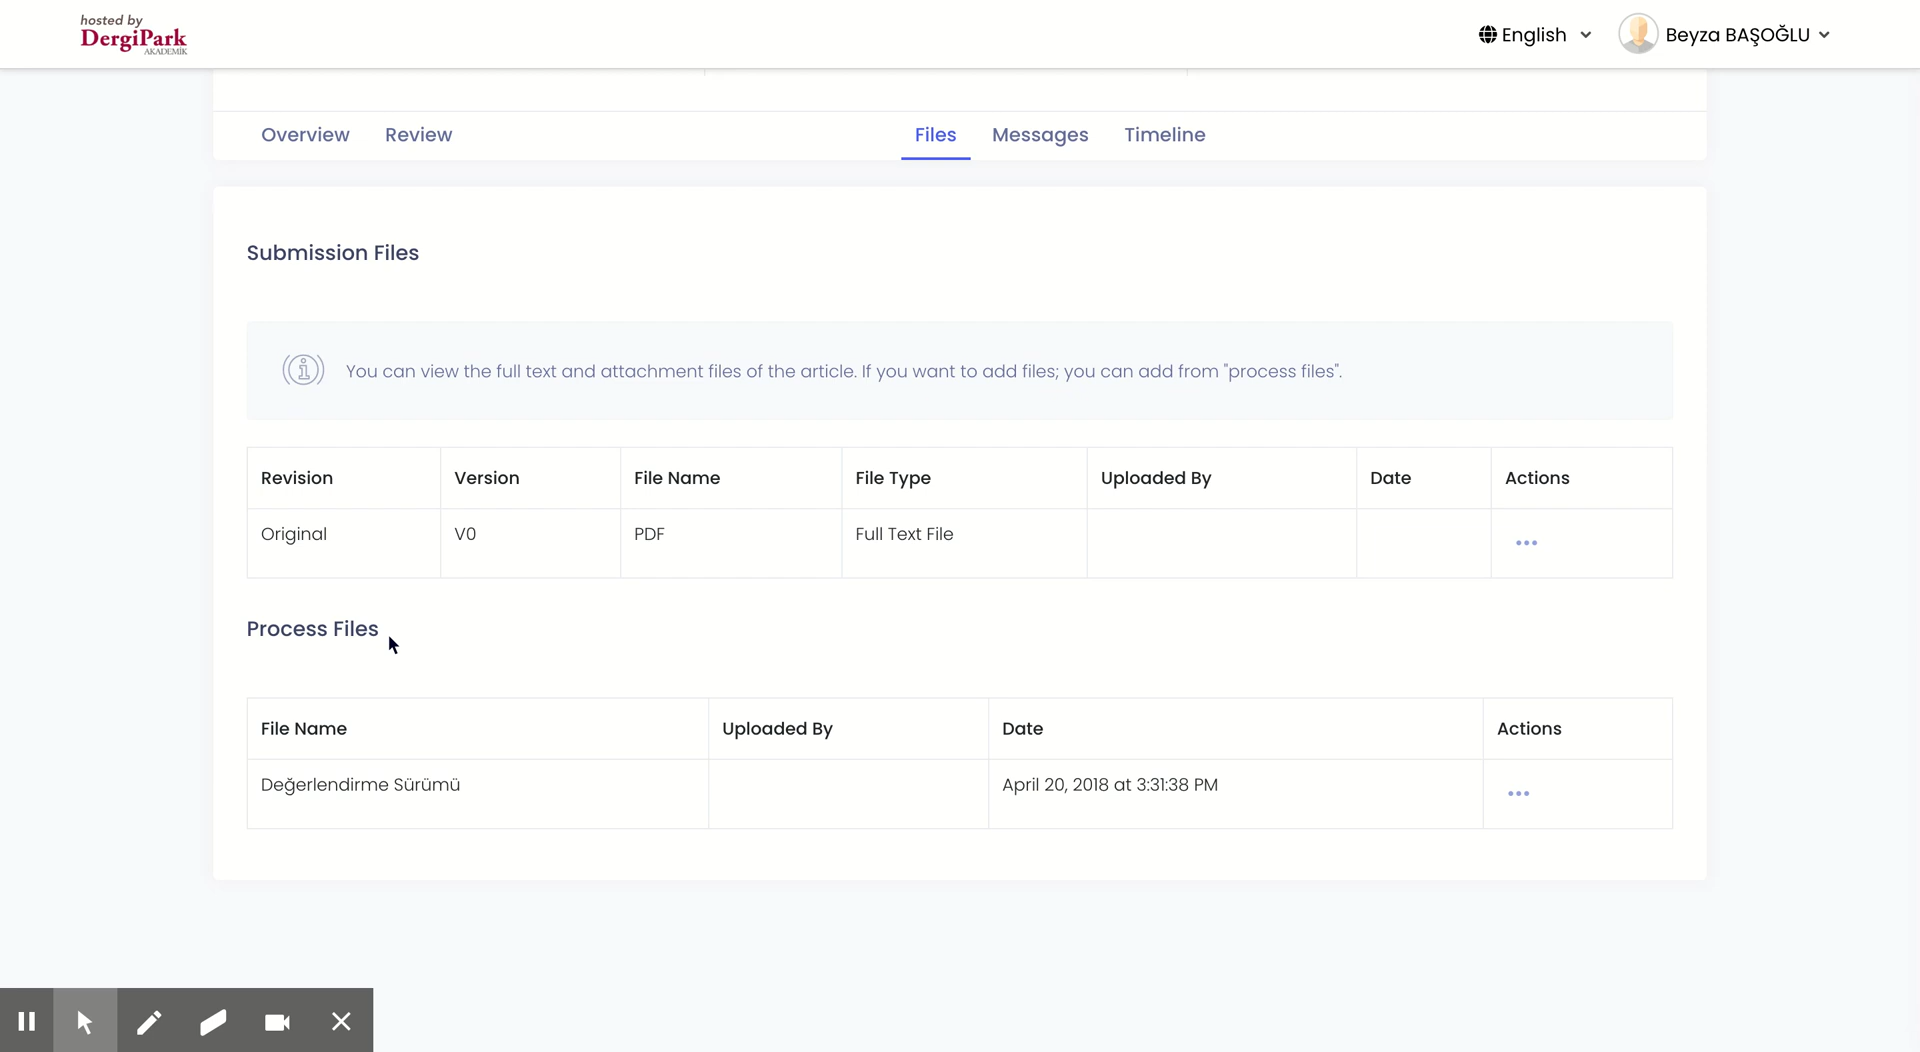 hosted by
DergiPark
AKADEMİK
English
Beyza BAŞOĞLU
Overview Review Files Messages Timeline
Submission Files
You can view the full text and attachment files of the article. If you want to add files; you can add from "process files".
Revision Version File Name File Type Uploaded By Date Actions
Original V0 PDF Full Text File
Process Files
File Name Uploaded By Date Actions
Değerlendirme Sürümü April 20, 2018 at 3:31:38 PM